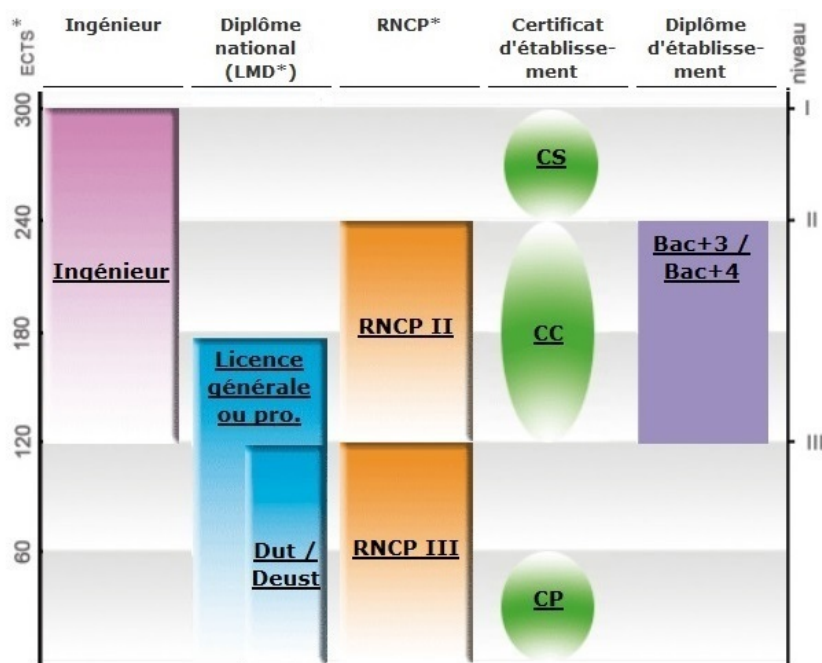 ECTS*
Ingénieur
Diplôme
national
(LMD*)
RNCP*
Certificat
d'établisse-
ment
Diplôme
d'établisse-
ment
niveau
300
240
180
120
60
Ingénieur
Licence
générale
ou pro.
Dut /
Deust
RNCP II
RNCP III
CS
CC
CP
Bac+3 /
Bac+4
I
II
III